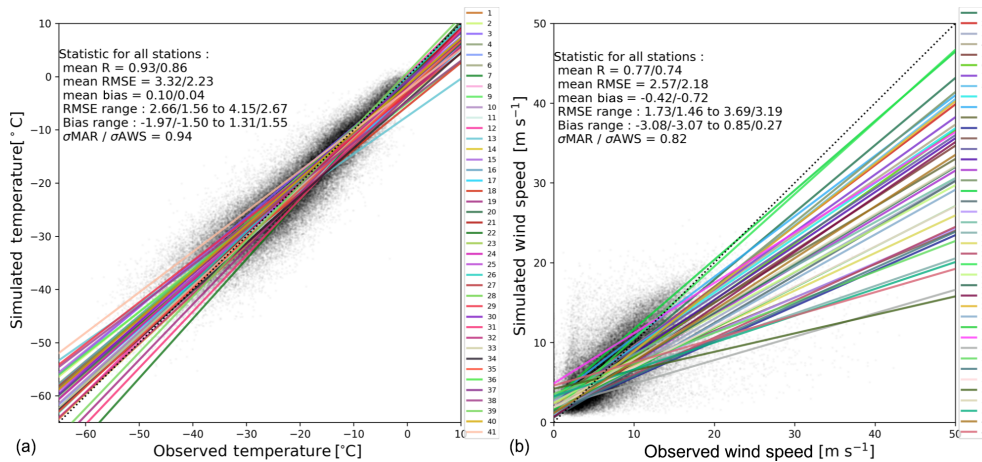 10
0
−10
−20
−30
−40
−50
−60
Simulated temperature[°C]
Statistic for all stations :
mean R = 0.93/0.86
mean RMSE = 3.32/2.23
mean bias = 0.10/0.04
RMSE range : 2.66/1.56 to 4.15/2.67
Bias range : -1.97/-1.50 to 1.31/1.55
σMAR / σAWS = 0.94
−60 −50 −40 −30 −20 −10 0 10
Observed temperature [°C]
(a)
1
2
3
4
5
6
7
8
9
10
11
12
13
14
15
16
17
18
19
20
21
22
23
24
25
26
27
28
29
30
31
32
33
34
35
36
37
38
39
40
41
50
40
30
20
10
0
Simulated wind speed [m s⁻¹]
Statistic for all stations :
mean R = 0.77/0.74
mean RMSE = 2.57/2.18
mean bias = -0.42/-0.72
RMSE range : 1.73/1.46 to 3.69/3.19
Bias range : -3.08/-3.07 to 0.85/0.27
σMAR / σAWS = 0.82
0 10 20 30 40 50
Observed wind speed [m s⁻¹]
(b)